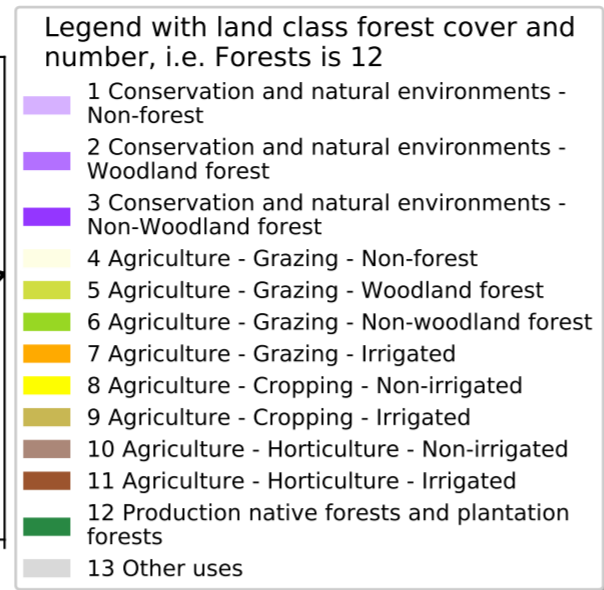 Legend with land class forest cover and
number, i.e. Forests is 12
1 Conservation and natural environments -
Non-forest
2 Conservation and natural environments -
Woodland forest
3 Conservation and natural environments -
Non-Woodland forest
4 Agriculture - Grazing - Non-forest
5 Agriculture - Grazing - Woodland forest
6 Agriculture - Grazing - Non-woodland forest
7 Agriculture - Grazing - Irrigated
8 Agriculture - Cropping - Non-irrigated
9 Agriculture - Cropping - Irrigated
10 Agriculture - Horticulture - Non-irrigated
11 Agriculture - Horticulture - Irrigated
12 Production native forests and plantation
forests
13 Other uses